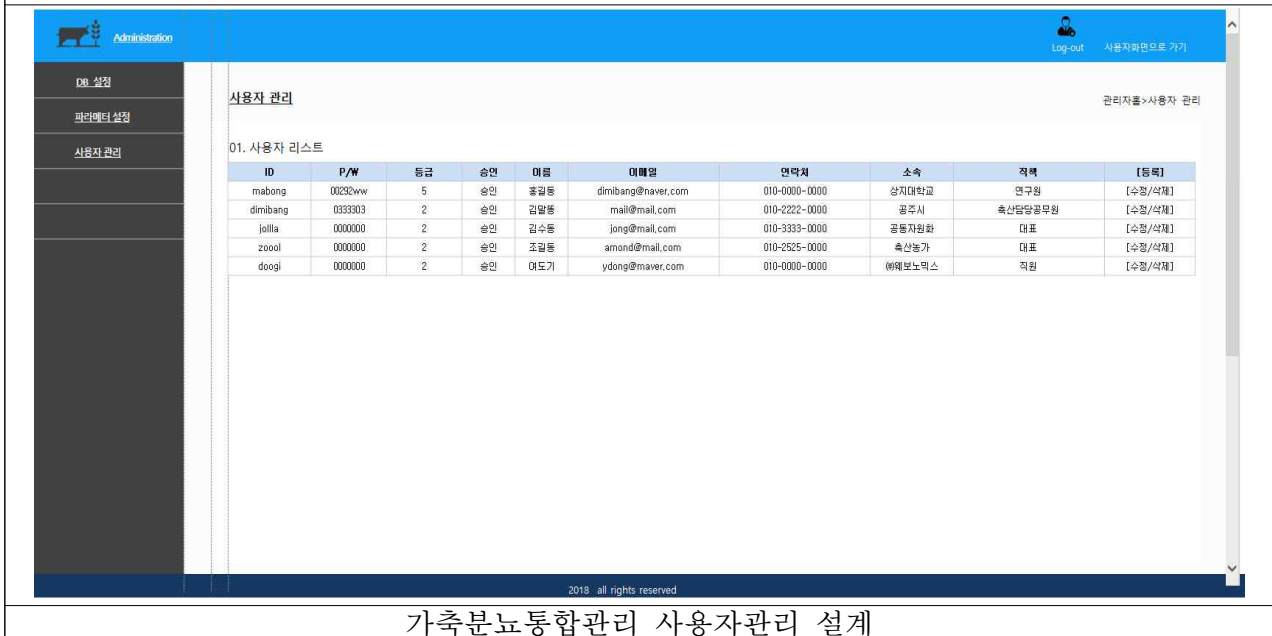 Administration
Log-out 사용자화면으로 가기
DB 설정
파라메터 설정
사용자 관리
사용자 관리
관리자홈>사용자 관리
01. 사용자 리스트
ID P/W 등급 승인 이름 이메일 연락처 소속 직책 [등록]
mabong 00292ww 5 승인 홍길동 dimibang@naver.com 010-0000-0000 상지대학교 연구원 [수정/삭제]
dimibang 0333303 2 승인 김말똥 mail@mail.com 010-2222-0000 공주시 축산담당공무원 [수정/삭제]
jollla 0000000 2 승인 김수동 jong@mail.com 010-3333-0000 공동자원화 대표 [수정/삭제]
zoool 0000000 2 승인 조길동 amond@mail.com 010-2525-0000 축산농가 대표 [수정/삭제]
doogi 0000000 2 승인 이도기 ydong@maver.com 010-0000-0000 ㈜웨보노믹스 직원 [수정/삭제]
2018 all rights reserved
가축분뇨통합관리 사용자관리 설계